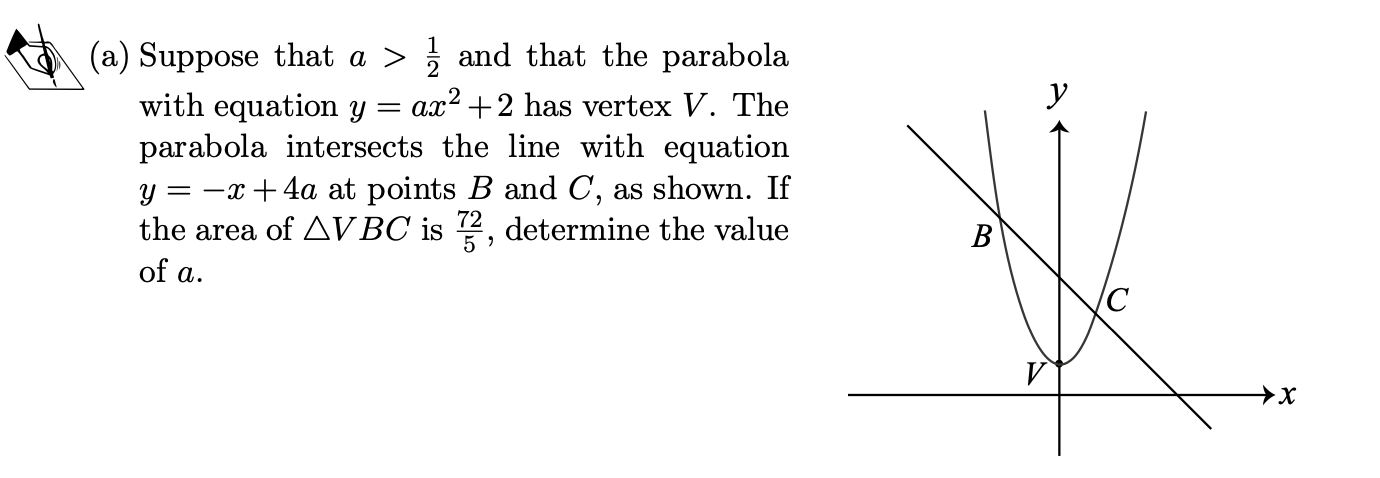 (a) Suppose that a > 1/2 and that the parabola
with equation y = ax² + 2 has vertex V. The
parabola intersects the line with equation
y = −x + 4a at points B and C, as shown. If
the area of △VBC is 72/5, determine the value
of a.
y
B
C
V
x